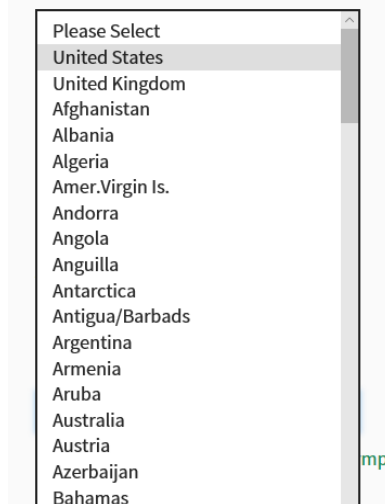 Please Select
United States
United Kingdom
Afghanistan
Albania
Algeria
Amer.Virgin Is.
Andorra
Angola
Anguilla
Antarctica
Antigua/Barbads
Argentina
Armenia
Aruba
Australia
Austria
Azerbaijan
Bahamas